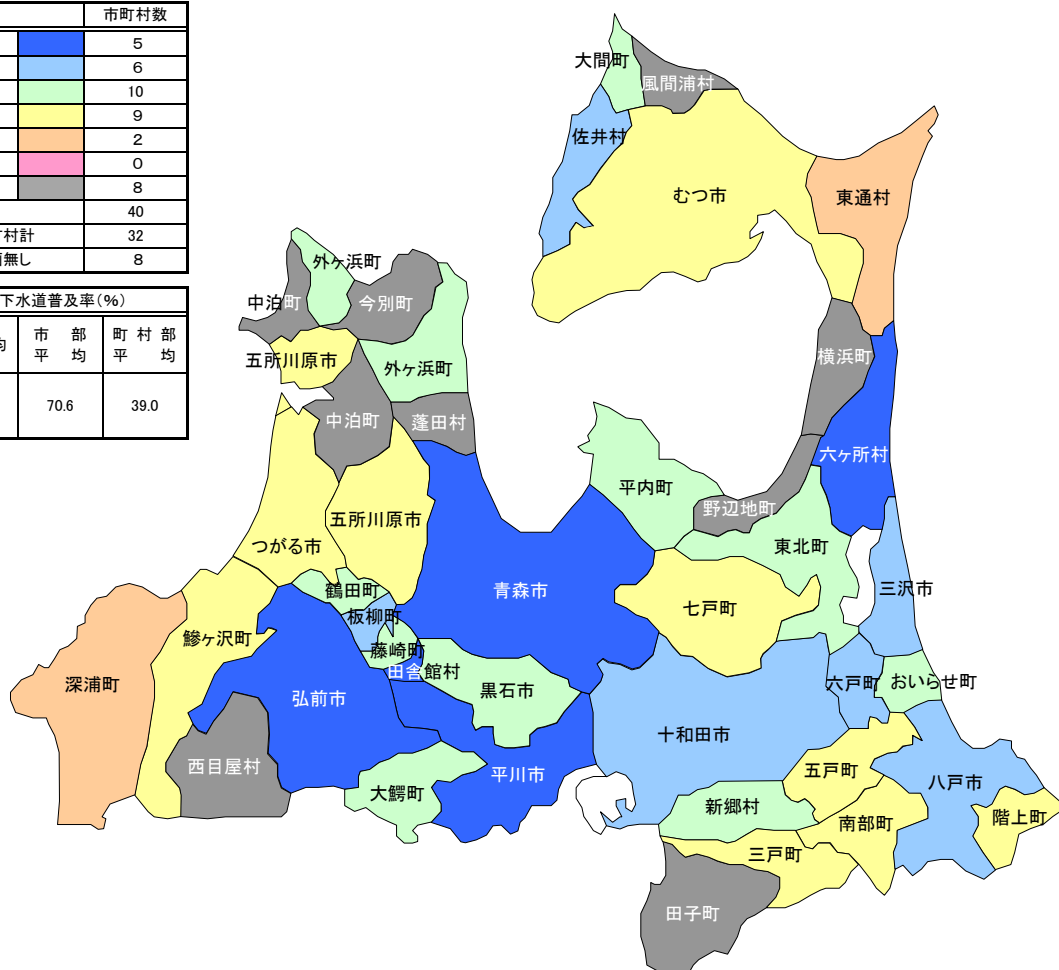 市町村数
5
6
10
9
2
0
8
40
村計 32
無し 8
下水道普及率(%)
均 市部平均 町村部平均
70.6 39.0
大間町
風間浦村
佐井村
むつ市
東通村
外ヶ浜町
中泊町
今別町
五所川原市
外ヶ浜町
横浜町
中泊町
蓬田村
六ヶ所村
平内町
野辺地町
五所川原市
つがる市
東北町
青森市
三沢市
鶴田町
板柳町
七戸町
鰺ヶ沢町
藤崎町
田舎館村
深浦町
弘前市
黒石市
六戸町
おいらせ町
十和田市
西目屋村
平川市
五戸町
八戸市
大鰐町
新郷村
南部町
階上町
三戸町
田子町